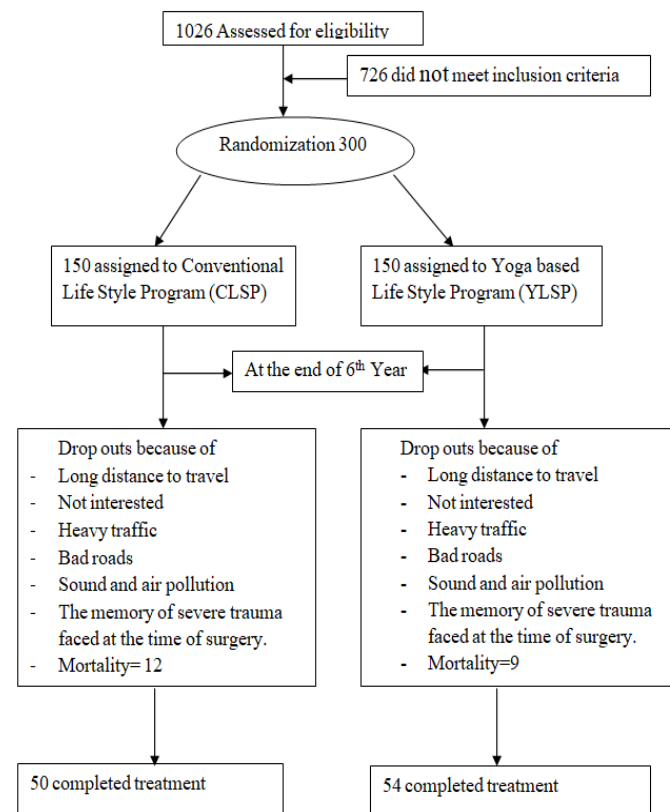 1026 Assessed for eligibility
726 did not meet inclusion criteria
Randomization 300
150 assigned to Conventional
Life Style Program (CLSP)
150 assigned to Yoga based
Life Style Program (YLSP)
At the end of 6th Year
Drop outs because of
- Long distance to travel
- Not interested
- Heavy traffic
- Bad roads
- Sound and air pollution
- The memory of severe trauma
faced at the time of surgery.
- Mortality= 12
Drop outs because of
- Long distance to travel
- Not interested
- Heavy traffic
- Bad roads
- Sound and air pollution
- The memory of severe trauma
faced at the time of surgery.
- Mortality=9
50 completed treatment
54 completed treatment